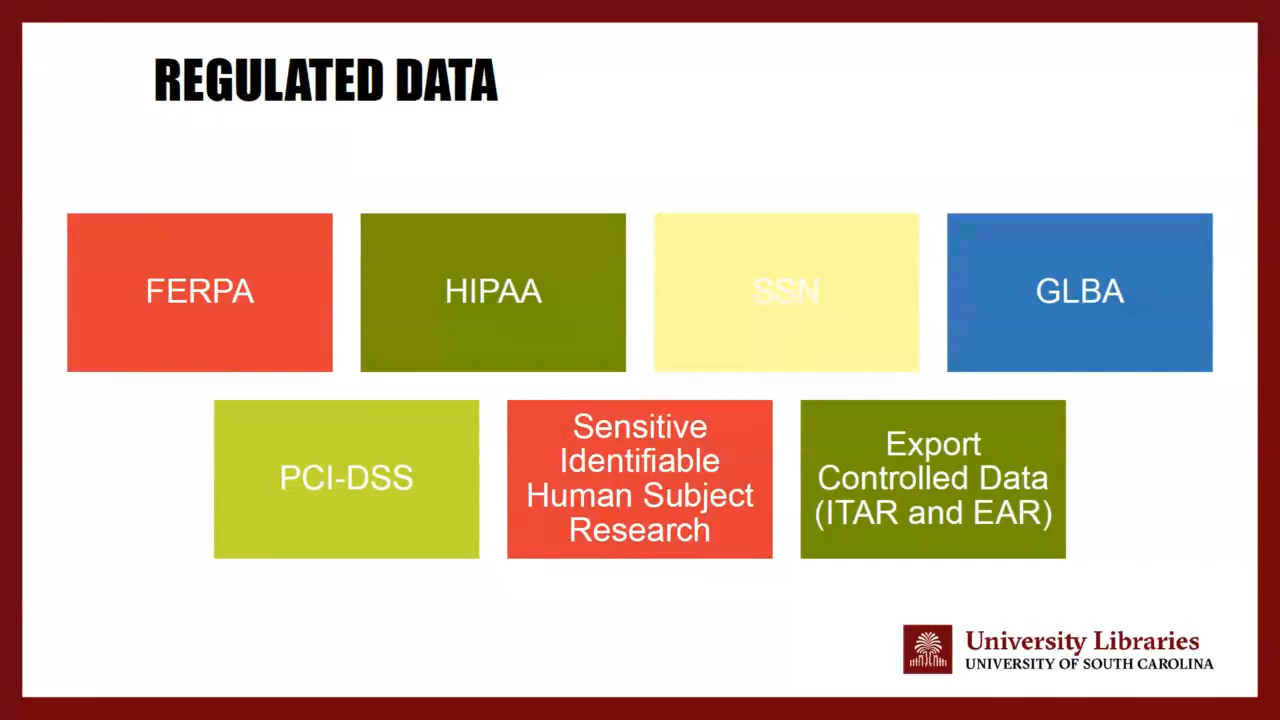 REGULATED DATA
FERPA
HIPAA
SSN
GLBA
PCI-DSS
Sensitive
Identifiable
Human Subject
Research
Export
Controlled Data
(ITAR and EAR)
University Libraries
UNIVERSITY OF SOUTH CAROLINA